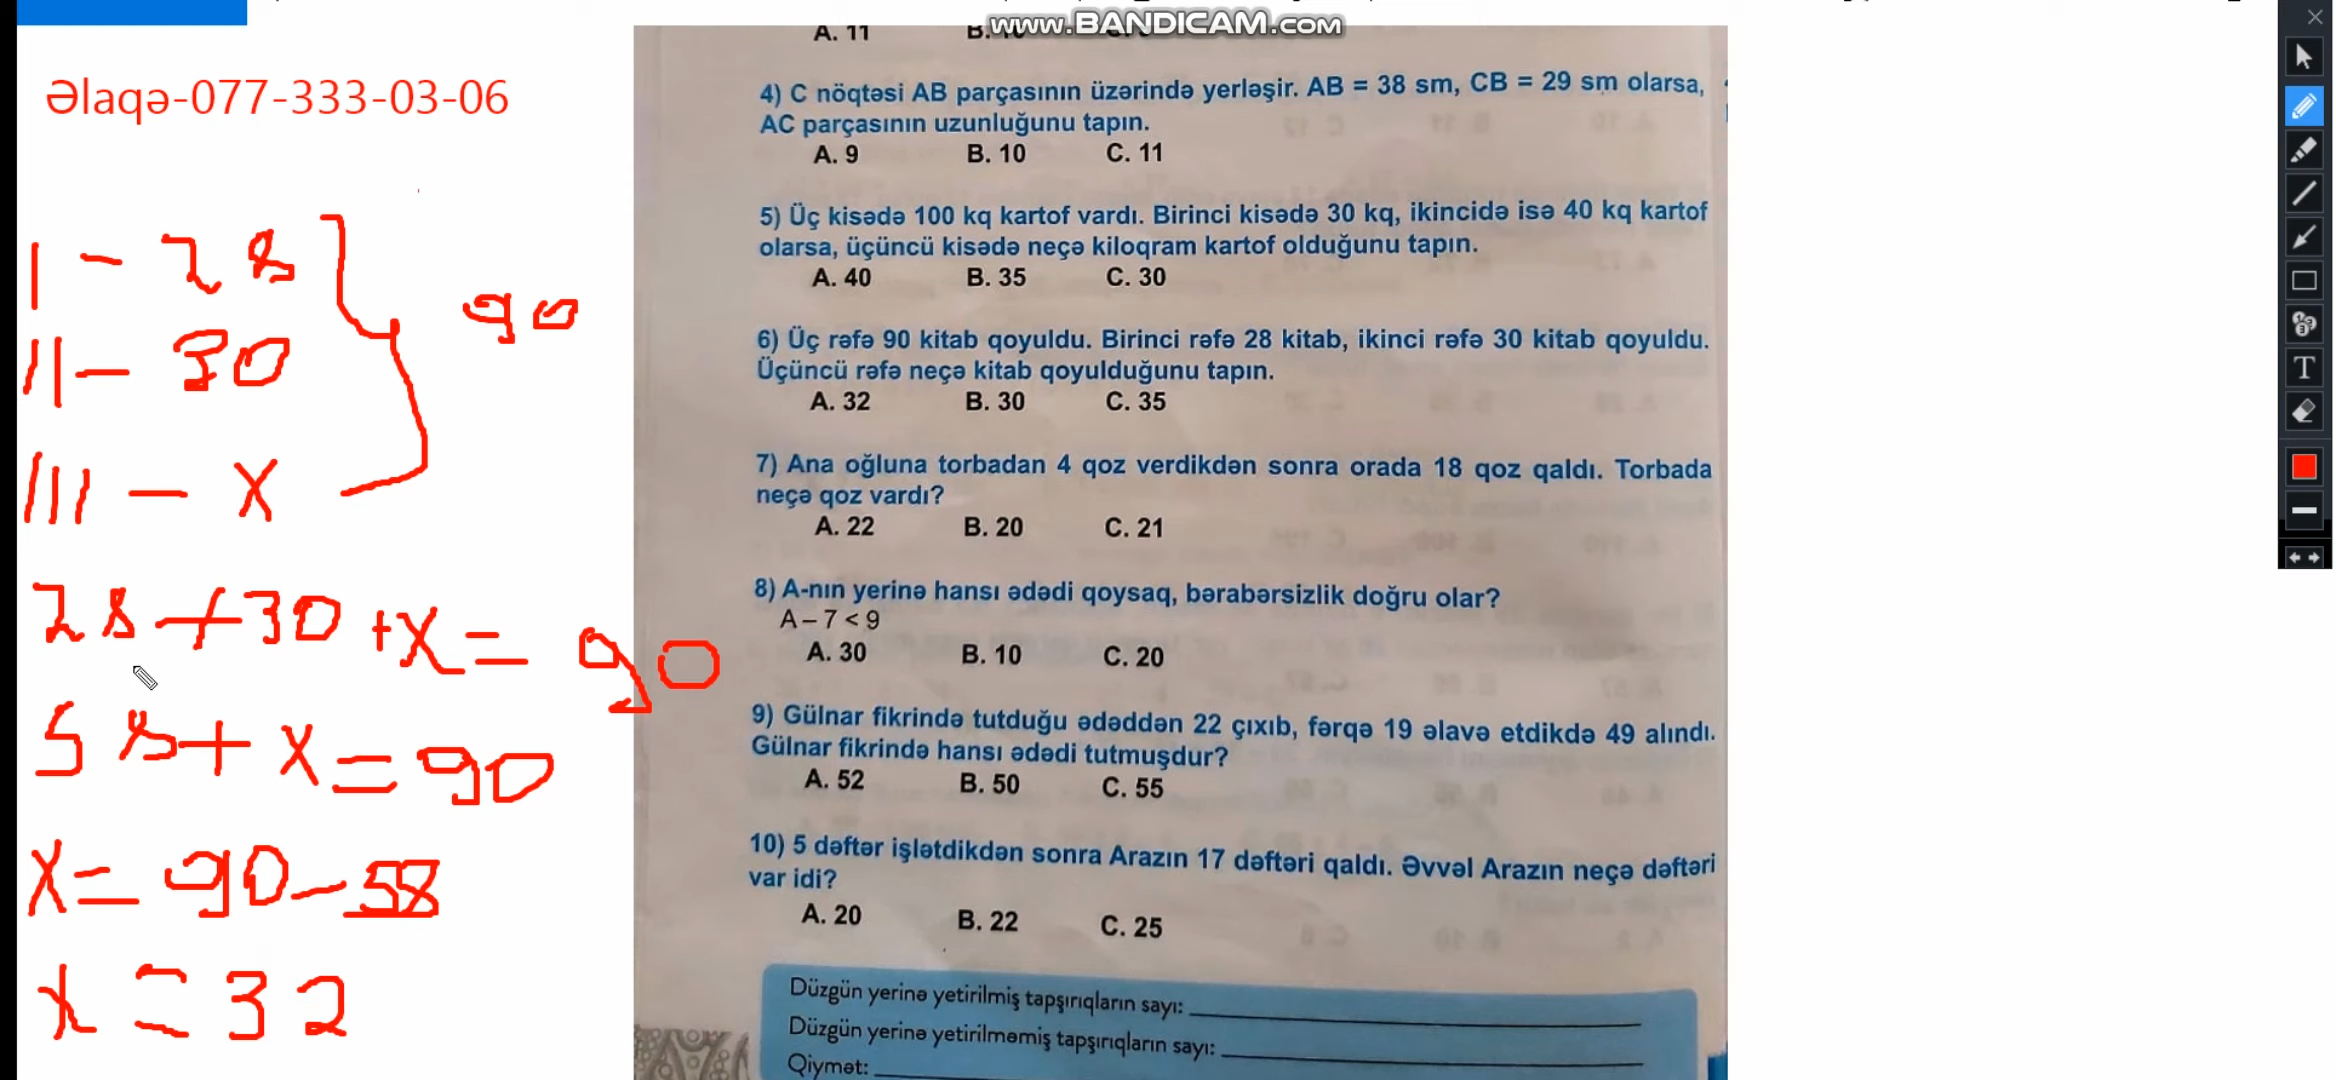 www.BANDICAM.com
Əlaqə-077-333-03-06
I - 28
II - 30
III - x
90
28 + 30 + x = 90
58 + x = 90
x = 90 - 58
x = 32
A. 11
4) C nöqtəsi AB parçasının üzərində yerləşir. AB = 38 sm, CB = 29 sm olarsa,
AC parçasının uzunluğunu tapın.
A. 9 B. 10 C. 11
5) Üç kisədə 100 kq kartof vardı. Birinci kisədə 30 kq, ikincidə isə 40 kq kartof
olarsa, üçüncü kisədə neçə kiloqram kartof olduğunu tapın.
A. 40 B. 35 C. 30
6) Üç rəfə 90 kitab qoyuldu. Birinci rəfə 28 kitab, ikinci rəfə 30 kitab qoyuldu.
Üçüncü rəfə neçə kitab qoyulduğunu tapın.
A. 32 B. 30 C. 35
7) Ana oğluna torbadan 4 qoz verdikdən sonra orada 18 qoz qaldı. Torbada
neçə qoz vardı?
A. 22 B. 20 C. 21
8) A-nın yerinə hansı ədədi qoysaq, bərabərsizlik doğru olar?
A – 7 < 9
A. 30 B. 10 C. 20
9) Gülnar fikrində tutduğu ədəddən 22 çıxıb, fərqə 19 əlavə etdikdə 49 alındı.
Gülnar fikrində hansı ədədi tutmuşdur?
A. 52 B. 50 C. 55
10) 5 dəftər işlətdikdən sonra Arazın 17 dəftəri qaldı. Əvvəl Arazın neçə dəftəri
var idi?
A. 20 B. 22 C. 25
Düzgün yerinə yetirilmiş tapşırıqların sayı:
Düzgün yerinə yetirilməmiş tapşırıqların sayı:
Qiymət:
T